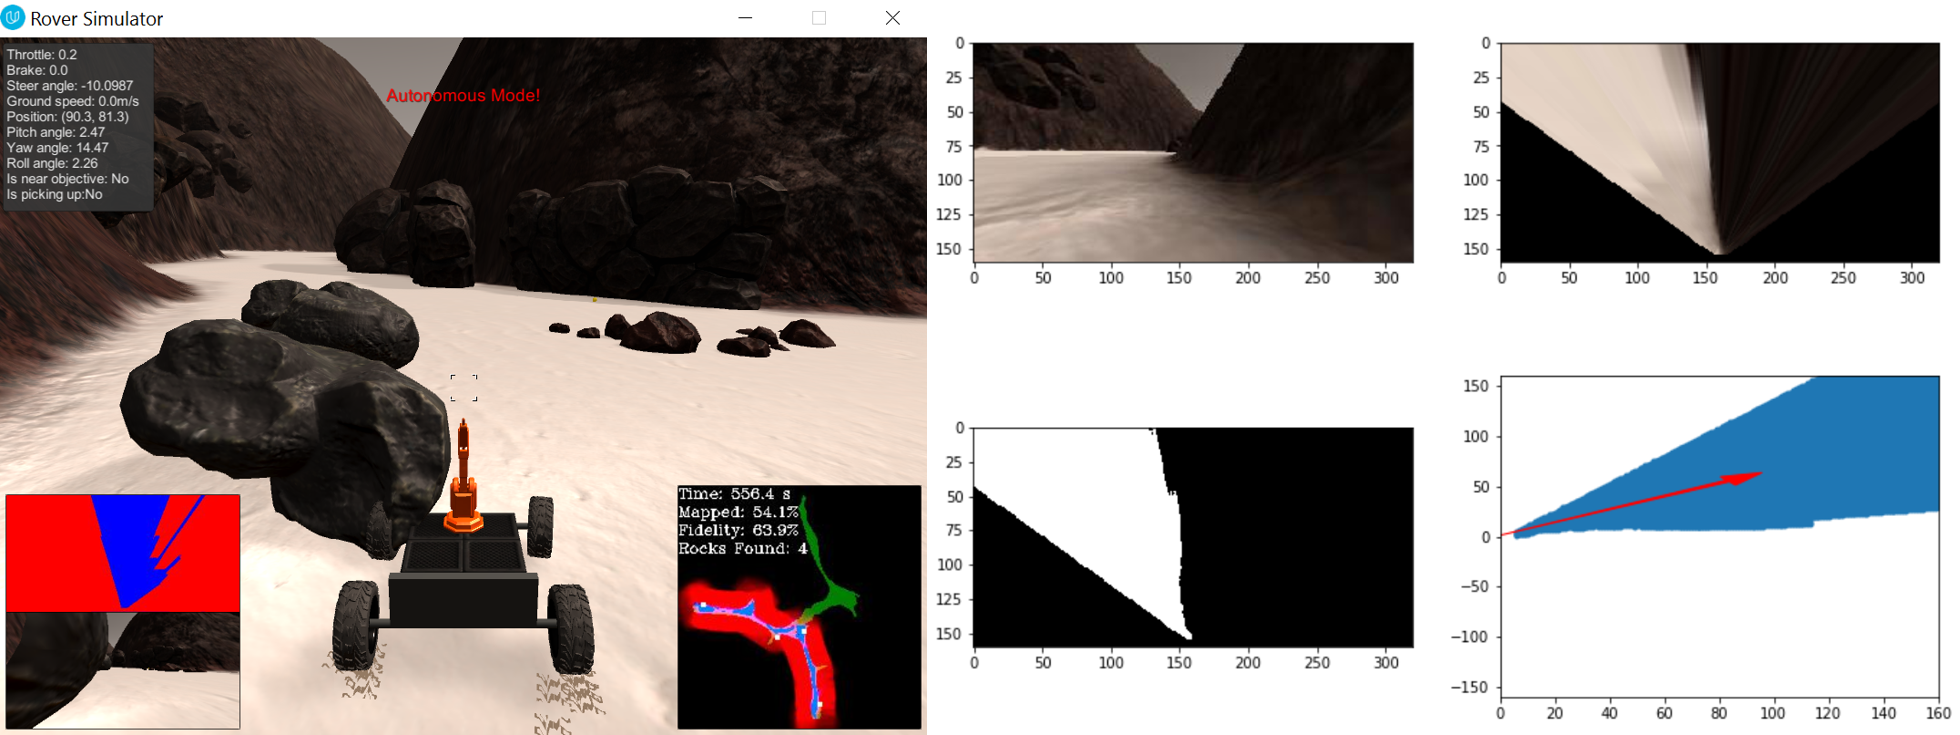 Rover Simulator
Throttle: 0.2
Brake: 0.0
Steer angle: -10.0987
Ground speed: 0.0m/s
Position: (90.3, 81.3)
Pitch angle: 2.47
Yaw angle: 14.47
Roll angle: 2.26
Is near objective: No
Is picking up:No
Autonomous Mode!
Time: 556.4 s
Mapped: 54.1%
Fidelity: 63.9%
Rocks Found: 4
0
25
50
75
100
125
150
0 50 100 150 200 250 300
0
25
50
75
100
125
150
0 50 100 150 200 250 300
0
25
50
75
100
125
150
0 50 100 150 200 250 300
150
100
50
0
−50
−100
−150
0 20 40 60 80 100 120 140 160